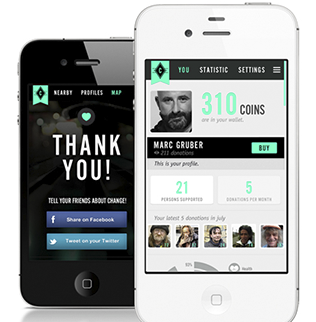 NEARBY PROFILES MAP
THANK
YOU!
TELL YOUR FRIENDS ABOUT CHANGE!
Share on Facebook
Tweet on your Twitter
YOU STATISTIC SETTINGS
310 COINS
are in your wallet.
MARC GRUBER
211 donations
BUY
This is your profile.
21
PERSONS SUPPORTED
5
DONATIONS PER MONTH
Your latest 5 donations in july
83%
Health